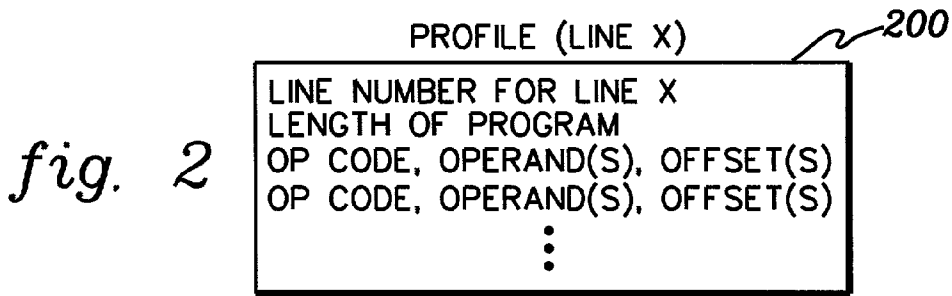 PROFILE (LINE X)
200
LINE NUMBER FOR LINE X
LENGTH OF PROGRAM
OP CODE, OPERAND(S), OFFSET(S)
OP CODE, OPERAND(S), OFFSET(S)
fig. 2